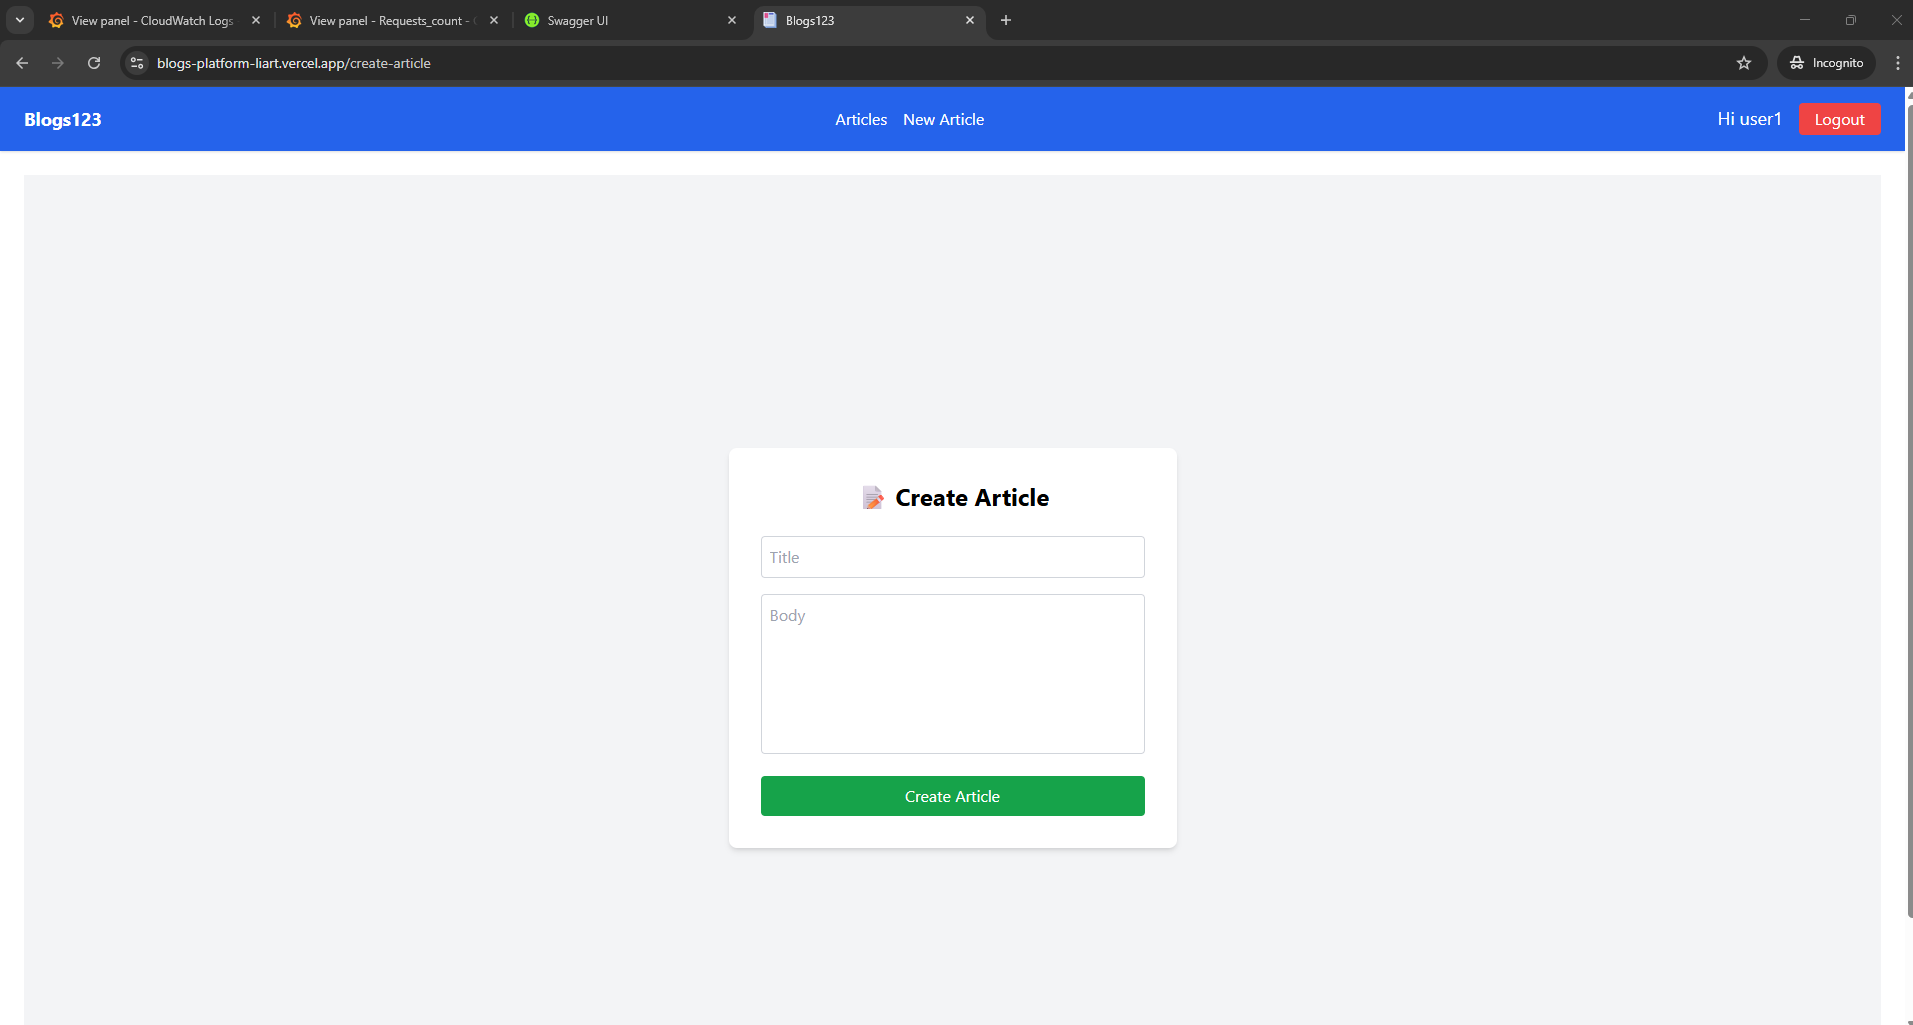 View panel - CloudWatch Logs
View panel - Requests_count -
Swagger UI
Blogs123
blogs-platform-liart.vercel.app/create-article
Incognito
Blogs123
Articles
New Article
Hi user1
Logout
Create Article
Title
Body
Create Article